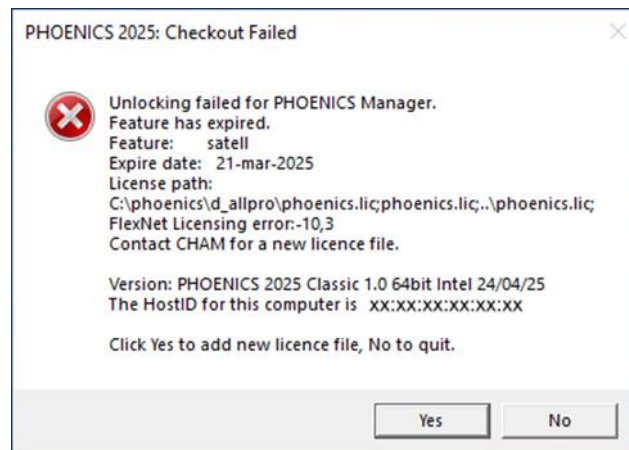 PHOENICS 2025: Checkout Failed
Unlocking failed for PHOENICS Manager.
Feature has expired.
Feature: satell
Expire date: 21-mar-2025
License path:
C:\phoenics\d_allpro\phoenics.lic;phoenics.lic;..\phoenics.lic;
FlexNet Licensing error:-10,3
Contact CHAM for a new licence file.
Version: PHOENICS 2025 Classic 1.0 64bit Intel 24/04/25
The HostID for this computer is xx:xx:xx:xx:xx:xx
Click Yes to add new licence file, No to quit.
Yes No